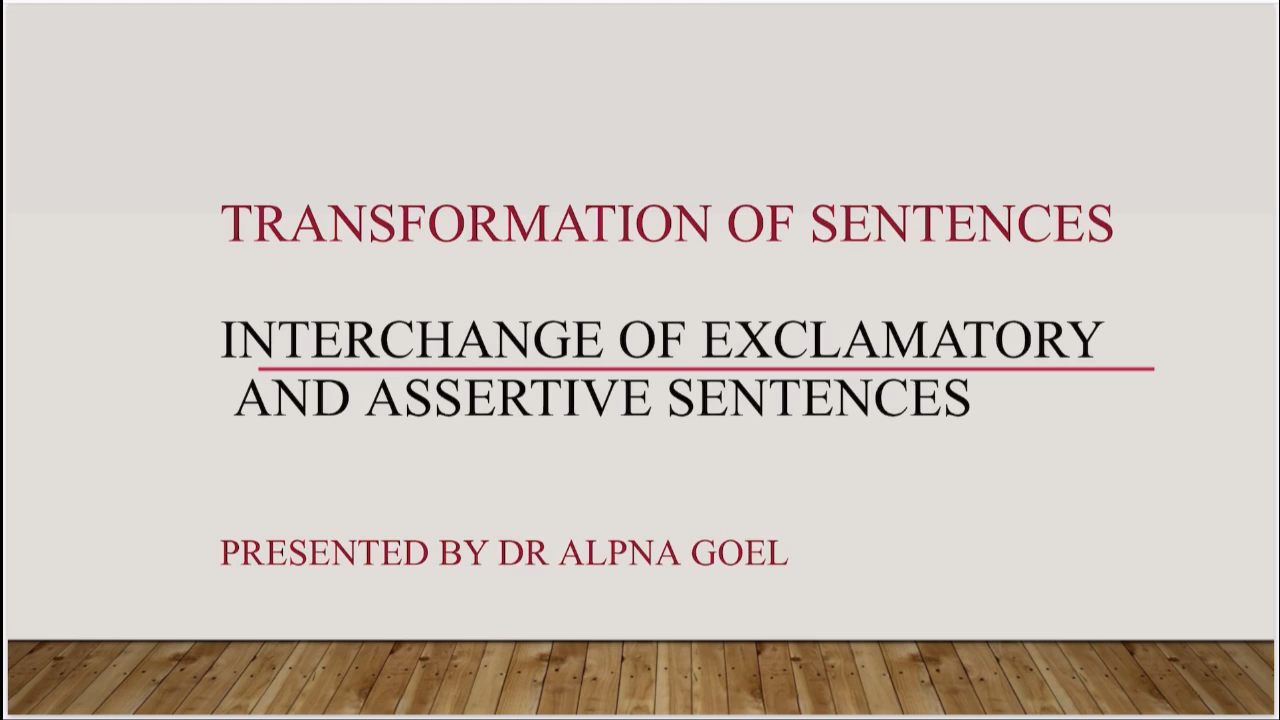 TRANSFORMATION OF SENTENCES
INTERCHANGE OF EXCLAMATORY
AND ASSERTIVE SENTENCES
PRESENTED BY DR ALPNA GOEL